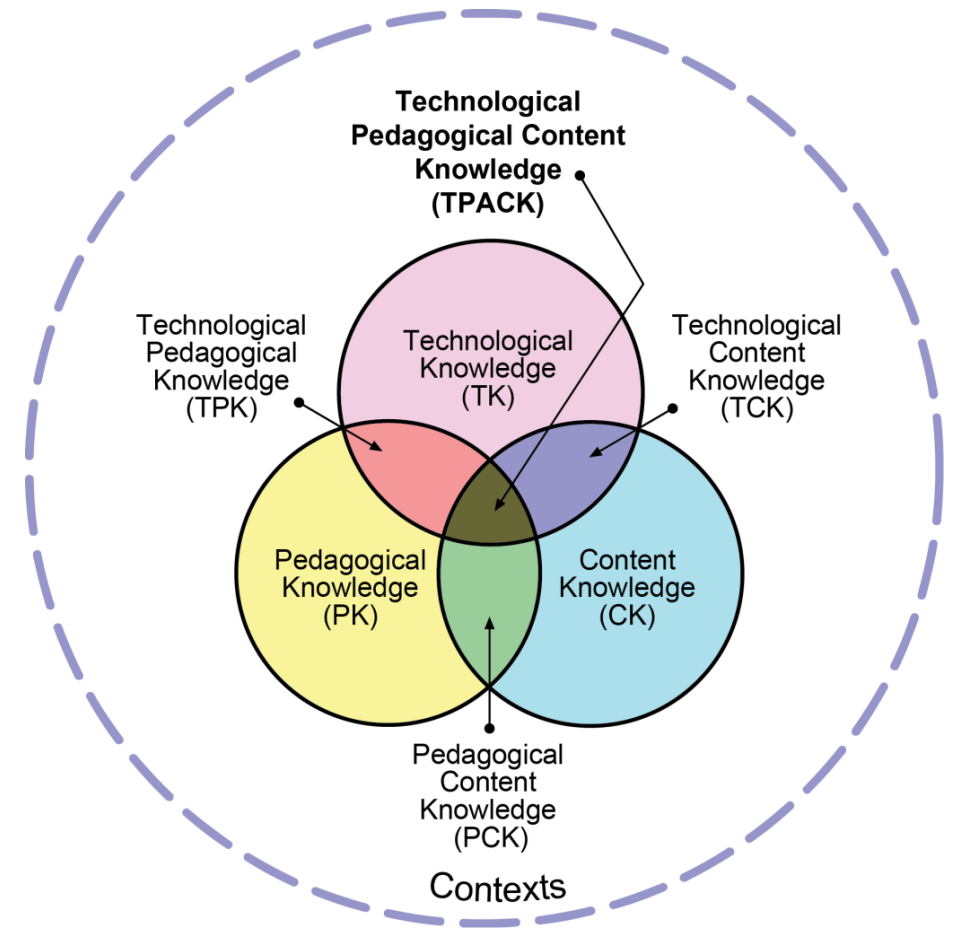 Technological
Pedagogical Content
Knowledge
(TPACK)
Technological
Pedagogical
Knowledge
(TPK)
Technological
Knowledge
(TK)
Technological
Content
Knowledge
(TCK)
Pedagogical
Knowledge
(PK)
Content
Knowledge
(CK)
Pedagogical
Content
Knowledge
(PCK)
Contexts